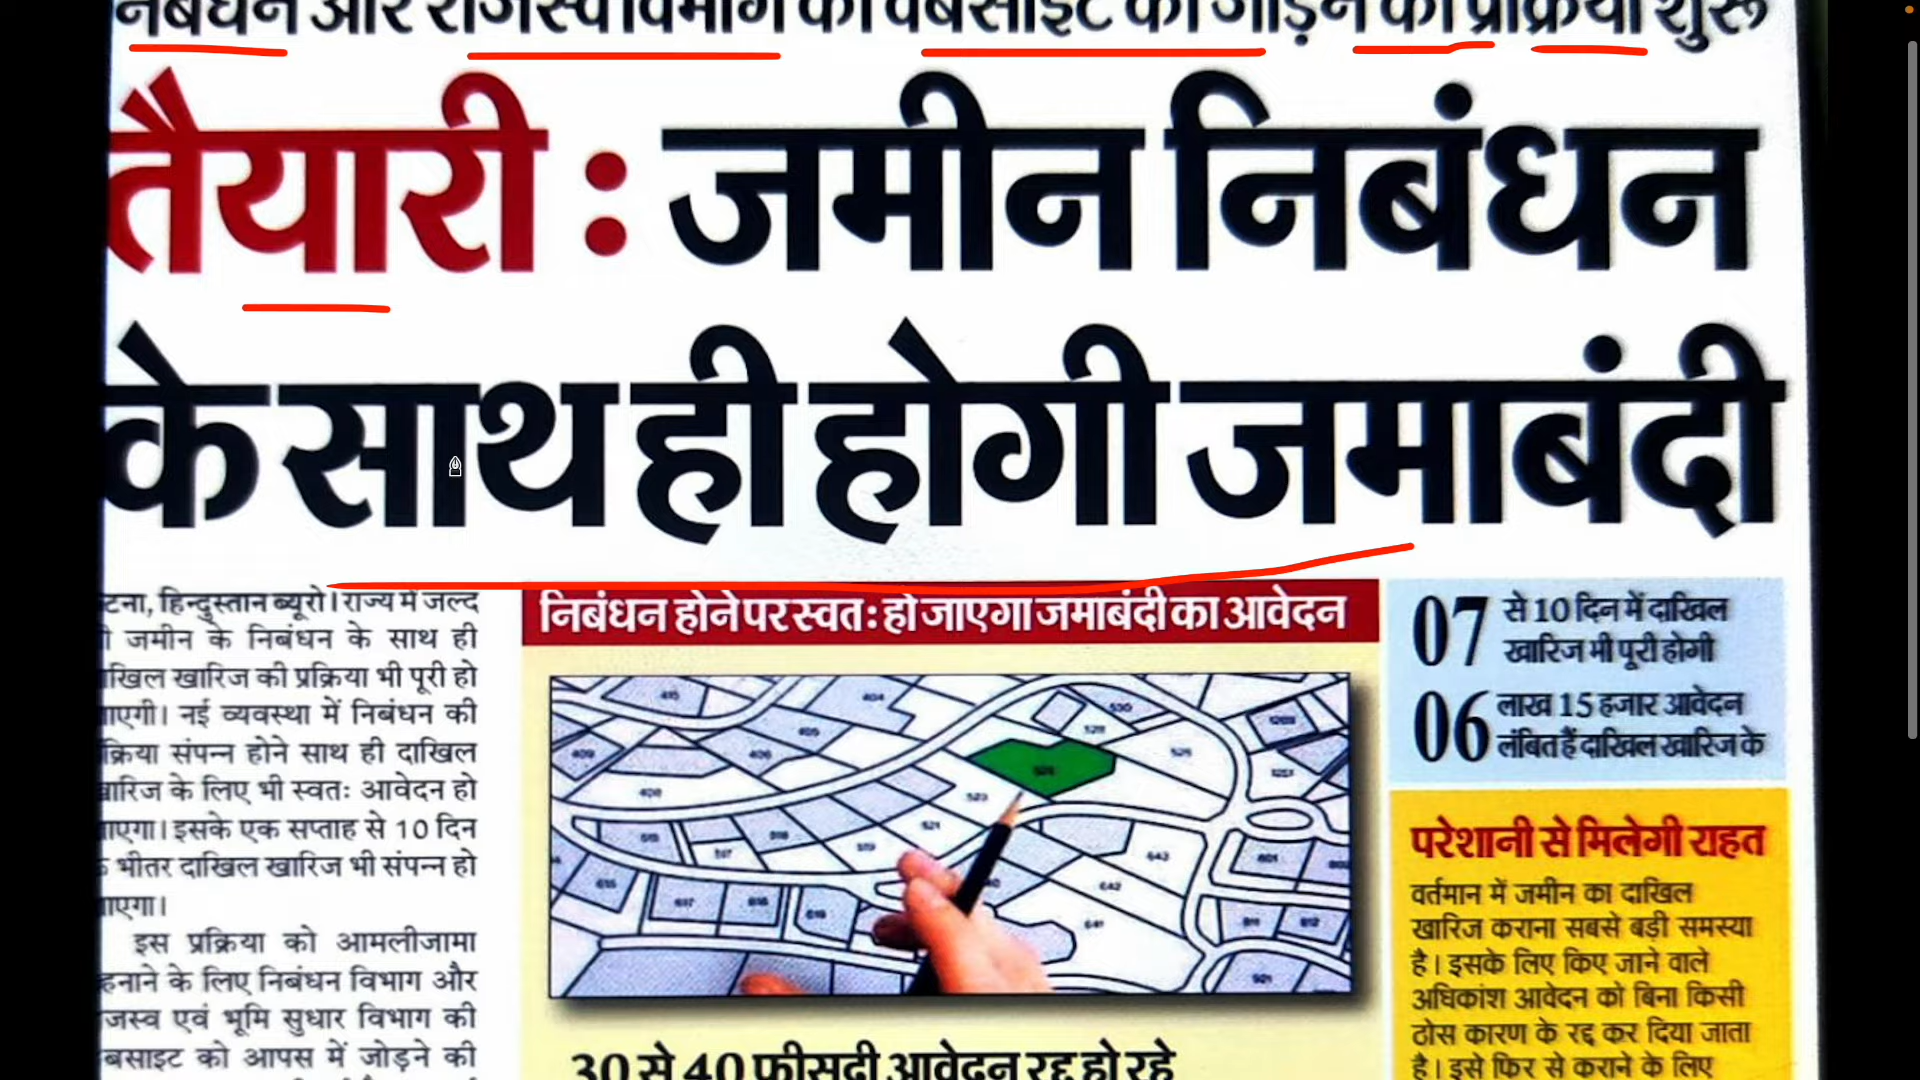 निबंधन और राजस्व विभाग की वेबसाइट को जोड़ने की प्रक्रिया शुरू
तैयारी : जमीन निबंधन
के साथ ही होगी जमाबंदी
टना, हिन्दुस्तान ब्यूरो। राज्य में जल्द
ी जमीन के निबंधन के साथ ही
ाखिल खारिज की प्रक्रिया भी पूरी हो
ाएगी। नई व्यवस्था में निबंधन की
क्रिया संपन्न होने साथ ही दाखिल
ारिज के लिए भी स्वतः आवेदन हो
ाएगा। इसके एक सप्ताह से 10 दिन
भीतर दाखिल खारिज भी संपन्न हो
ाएगा।
इस प्रक्रिया को आमलीजामा
हनाने के लिए निबंधन विभाग और
जस्व एवं भूमि सुधार विभाग की
बसाइट को आपस में जोड़ने की
निबंधन होने पर स्वतः हो जाएगा जमाबंदी का आवेदन
30 से 40 फीसदी आवेदन रद्द हो रहे
07 से 10 दिन में दाखिल
खारिज भी पूरी होगी
06 लाख 15 हजार आवेदन
लंबित हैं दाखिल खारिज के
परेशानी से मिलेगी राहत
वर्तमान में जमीन का दाखिल
खारिज कराना सबसे बड़ी समस्या
है। इसके लिए किए जाने वाले
अधिकांश आवेदन को बिना किसी
ठोस कारण के रद्द कर दिया जाता
है। इसे फिर से कराने के लिए